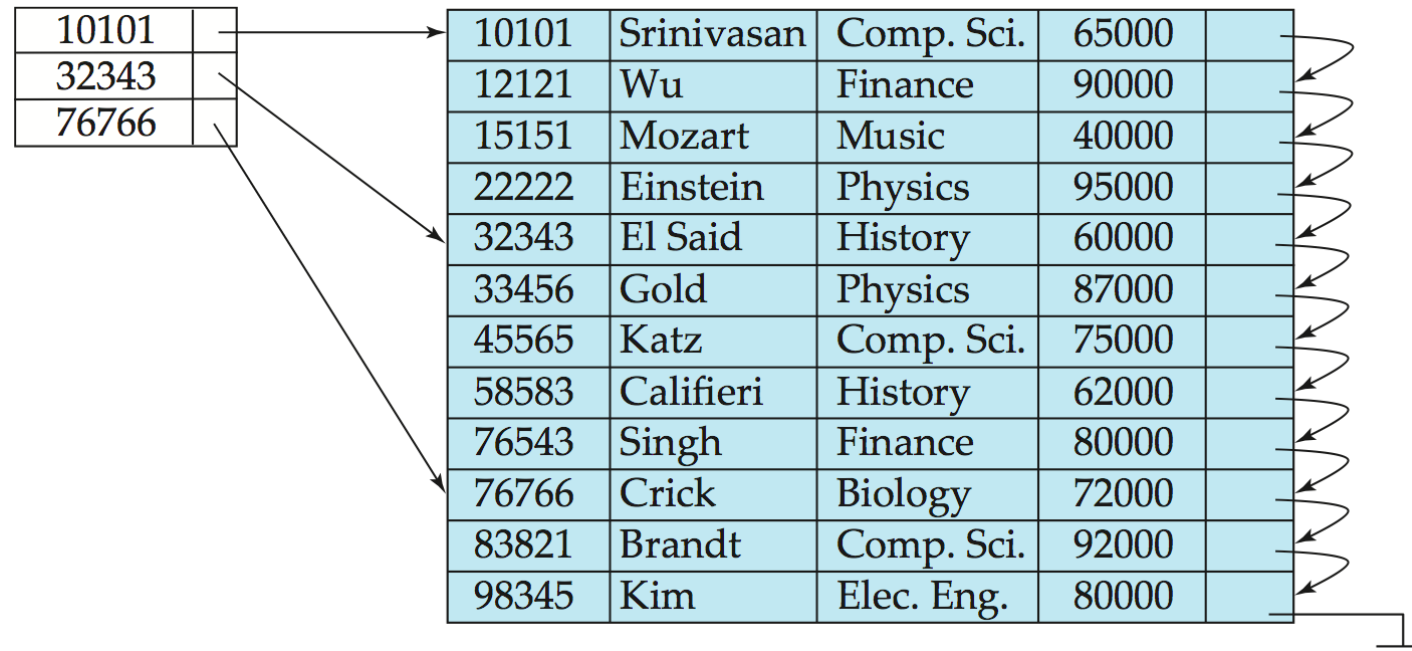 10101
32343
76766
10101 Srinivasan Comp. Sci. 65000
12121 Wu Finance 90000
15151 Mozart Music 40000
22222 Einstein Physics 95000
32343 El Said History 60000
33456 Gold Physics 87000
45565 Katz Comp. Sci. 75000
58583 Califieri History 62000
76543 Singh Finance 80000
76766 Crick Biology 72000
83821 Brandt Comp. Sci. 92000
98345 Kim Elec. Eng. 80000